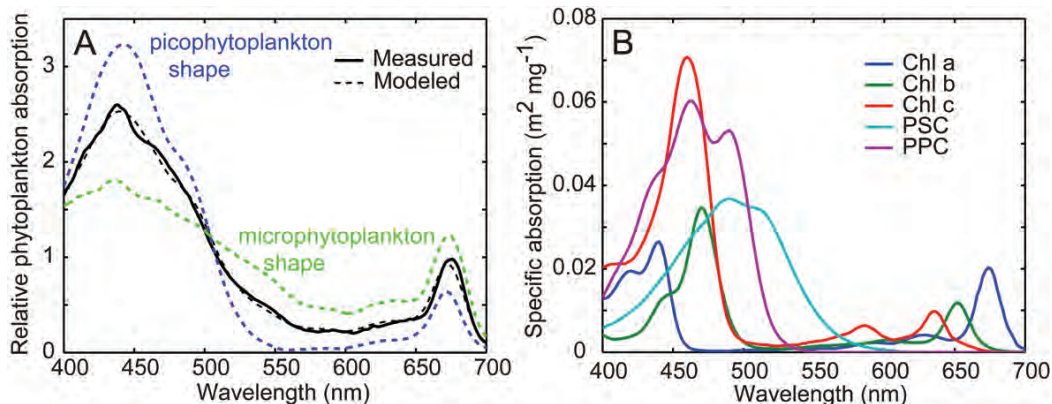 A
picophytoplankton
shape
Measured
Modeled
microphytoplankton
shape
Relative phytoplankton absorption
3
2
1
0
400 450 500 550 600 650 700
Wavelength (nm)
B
Chl a
Chl b
Chl c
PSC
PPC
Specific absorption (m² mg⁻¹)
0.08
0.06
0.04
0.02
0
400 450 500 550 600 650 700
Wavelength (nm)